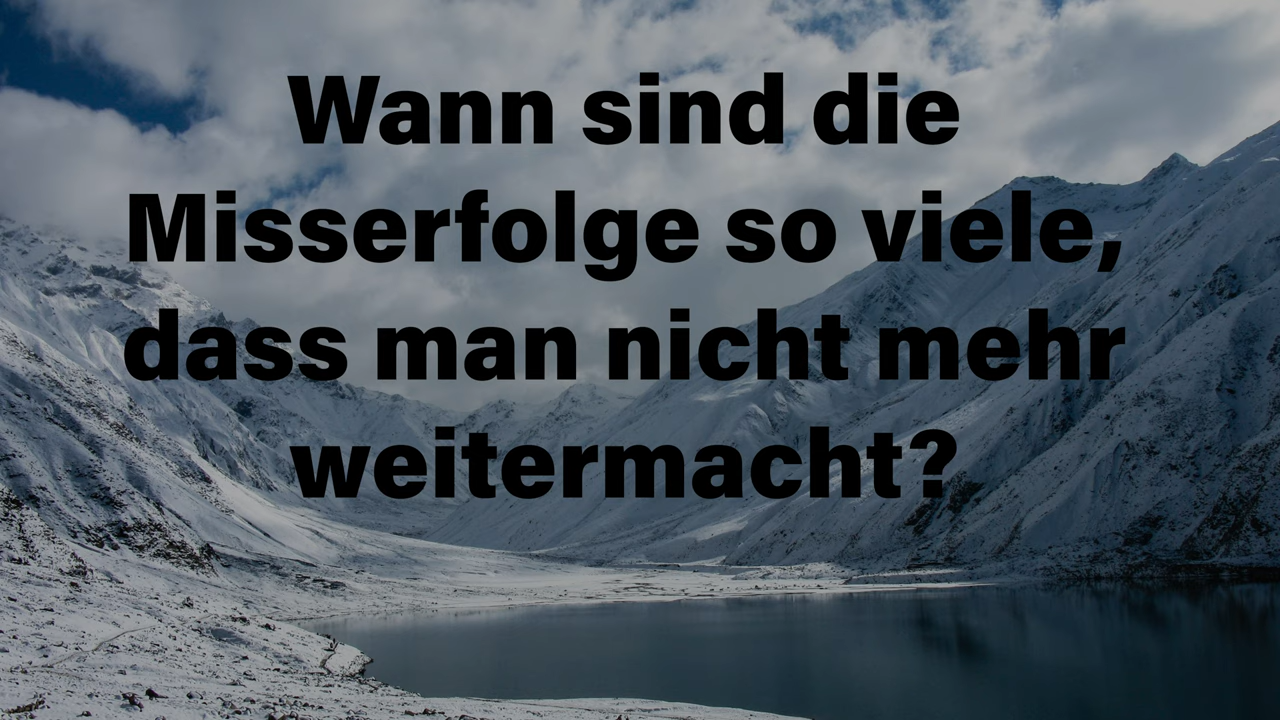 Wann sind die
Misserfolge so viele,
dass man nicht mehr
weitermacht?